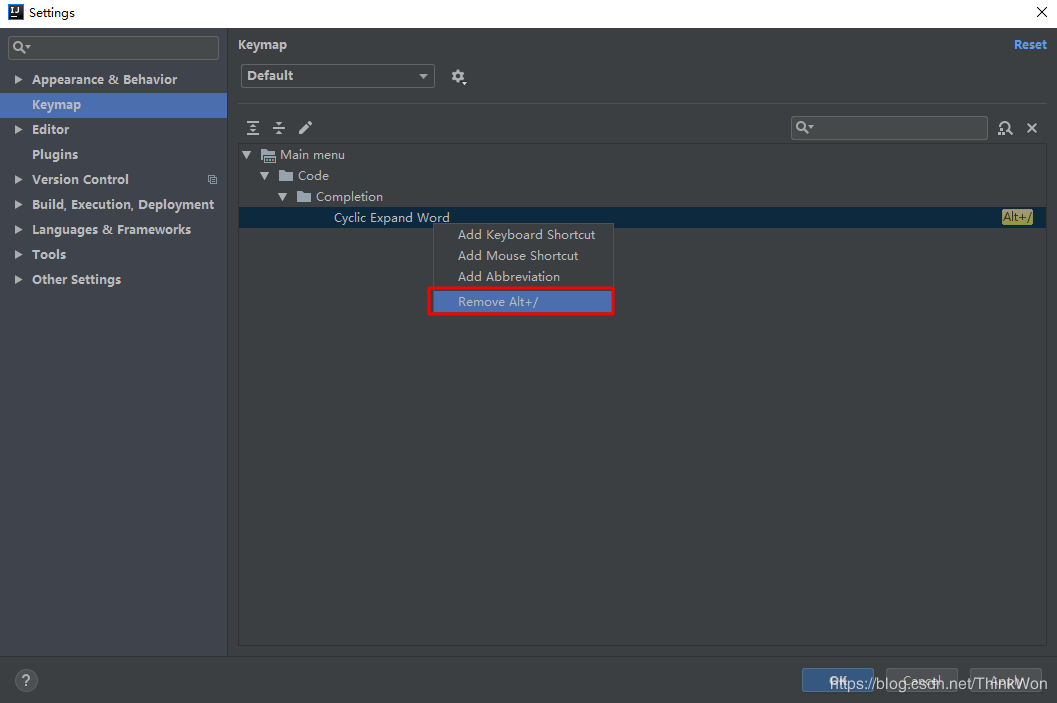 IJ
Settings
Keymap
Reset
Default
Appearance & Behavior
Keymap
Editor
Plugins
Version Control
Build, Execution, Deployment
Languages & Frameworks
Tools
Other Settings
Main menu
Code
Completion
Cyclic Expand Word
Alt+/
Add Keyboard Shortcut
Add Mouse Shortcut
Add Abbreviation
Remove Alt+/
?
OK
Cancel
Apply
https://blog.csdn.net/ThinkWon